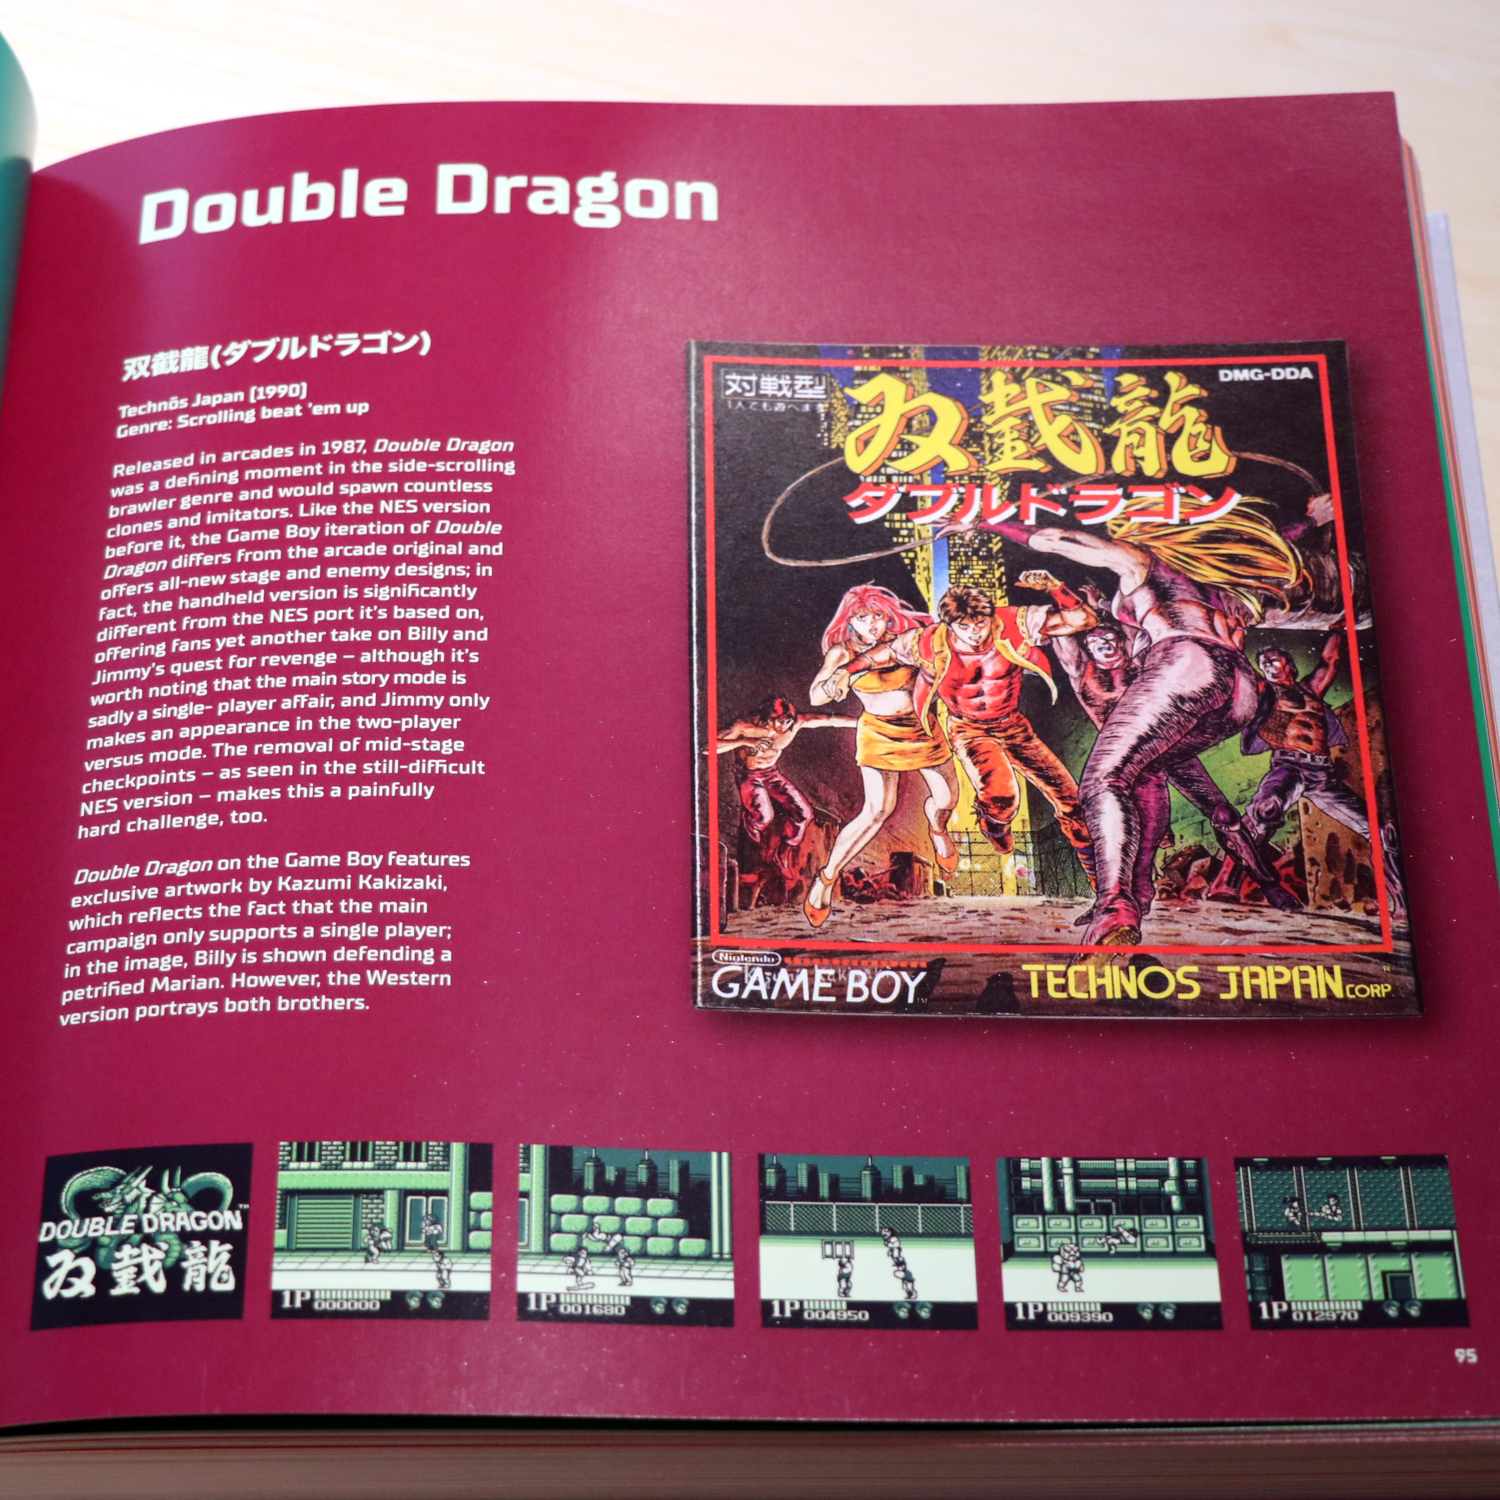 Double Dragon
双截龍(ダブルドラゴン)
Technōs Japan (1990)
Genre: Scrolling beat 'em up
Released in arcades in 1987, Double Dragon
was a defining moment in the side-scrolling
brawler genre and would spawn countless
clones and imitators. Like the NES version
before it, the Game Boy iteration of Double
Dragon differs from the arcade original and
offers all-new stage and enemy designs; in
fact, the handheld version is significantly
different from the NES port it's based on,
offering fans yet another take on Billy and
Jimmy's quest for revenge – although it's
worth noting that the main story mode is
sadly a single- player affair, and Jimmy only
makes an appearance in the two-player
versus mode. The removal of mid-stage
checkpoints – as seen in the still-difficult
NES version – makes this a painfully
hard challenge, too.
Double Dragon on the Game Boy features
exclusive artwork by Kazumi Kakizaki,
which reflects the fact that the main
campaign only supports a single player;
in the image, Billy is shown defending a
petrified Marian. However, the Western
version portrays both brothers.
対戦型
1人でも遊べます
DMG-DDA
双截龍
ダブルドラゴン
Nintendo
GAME BOY
TECHNOS JAPAN CORP.
DOUBLE DRAGON™
双截龍
1P 000000
1P 001680
1P 004950
1P 009390
1P 012970
95